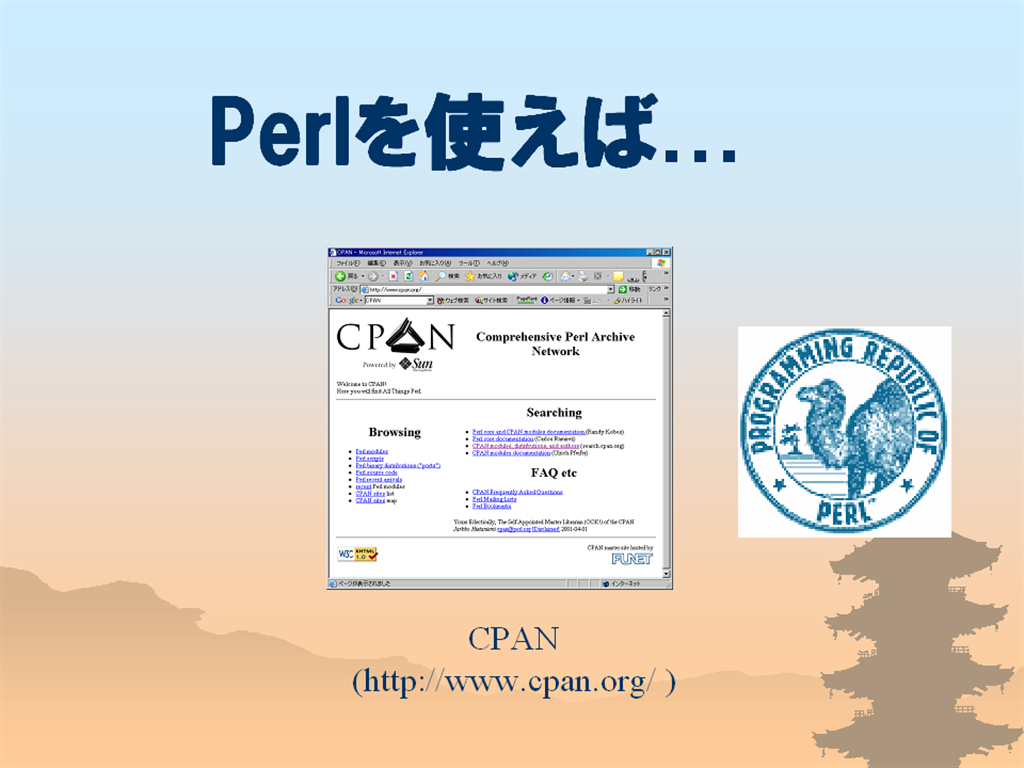 Perlを使えば...
CPAN - Microsoft Internet Explorer
ファイル(F) 編集(E) 表示(V) お気に入り(A) ツール(T) ヘルプ(H)
戻る 検索 お気に入り メディア
アドレス(D) http://www.cpan.org/ 移動 リンク
Google CPAN ウェブ検索 サイト検索 PageRank ページ情報 ハイライト
CPAN
Powered by Sun
Comprehensive Perl Archive
Network
Welcome to CPAN!
Here you will find All Things Perl.
Browsing
Perl modules
Perl scripts
Perl binary distributions ("ports")
Perl source code
Perl recent arrivals
recent Perl modules
CPAN sites list
CPAN sites map
Searching
Perl core and CPAN modules documentation (Randy Kobes)
Perl core documentation (Carlos Ramirez)
CPAN modules, distributions, and authors (search.cpan.org)
CPAN modules documentation (Ulrich Pfeifer)
FAQ etc
CPAN Frequently Asked Questions
Perl Mailing Lists
Perl Bookmarks
Yours Eclectically, The Self-Appointed Master Librarian (OOK!) of the CPAN
Jarkko Hietaniemi cpan@perl.org [Disclaimer] 2001-04-01
W3C XHTML 1.0
CPAN master site hosted by
FUNET
ページが表示されました インターネット
PROGRAMMING REPUBLIC OF
PERL
CPAN
(http://www.cpan.org/ )